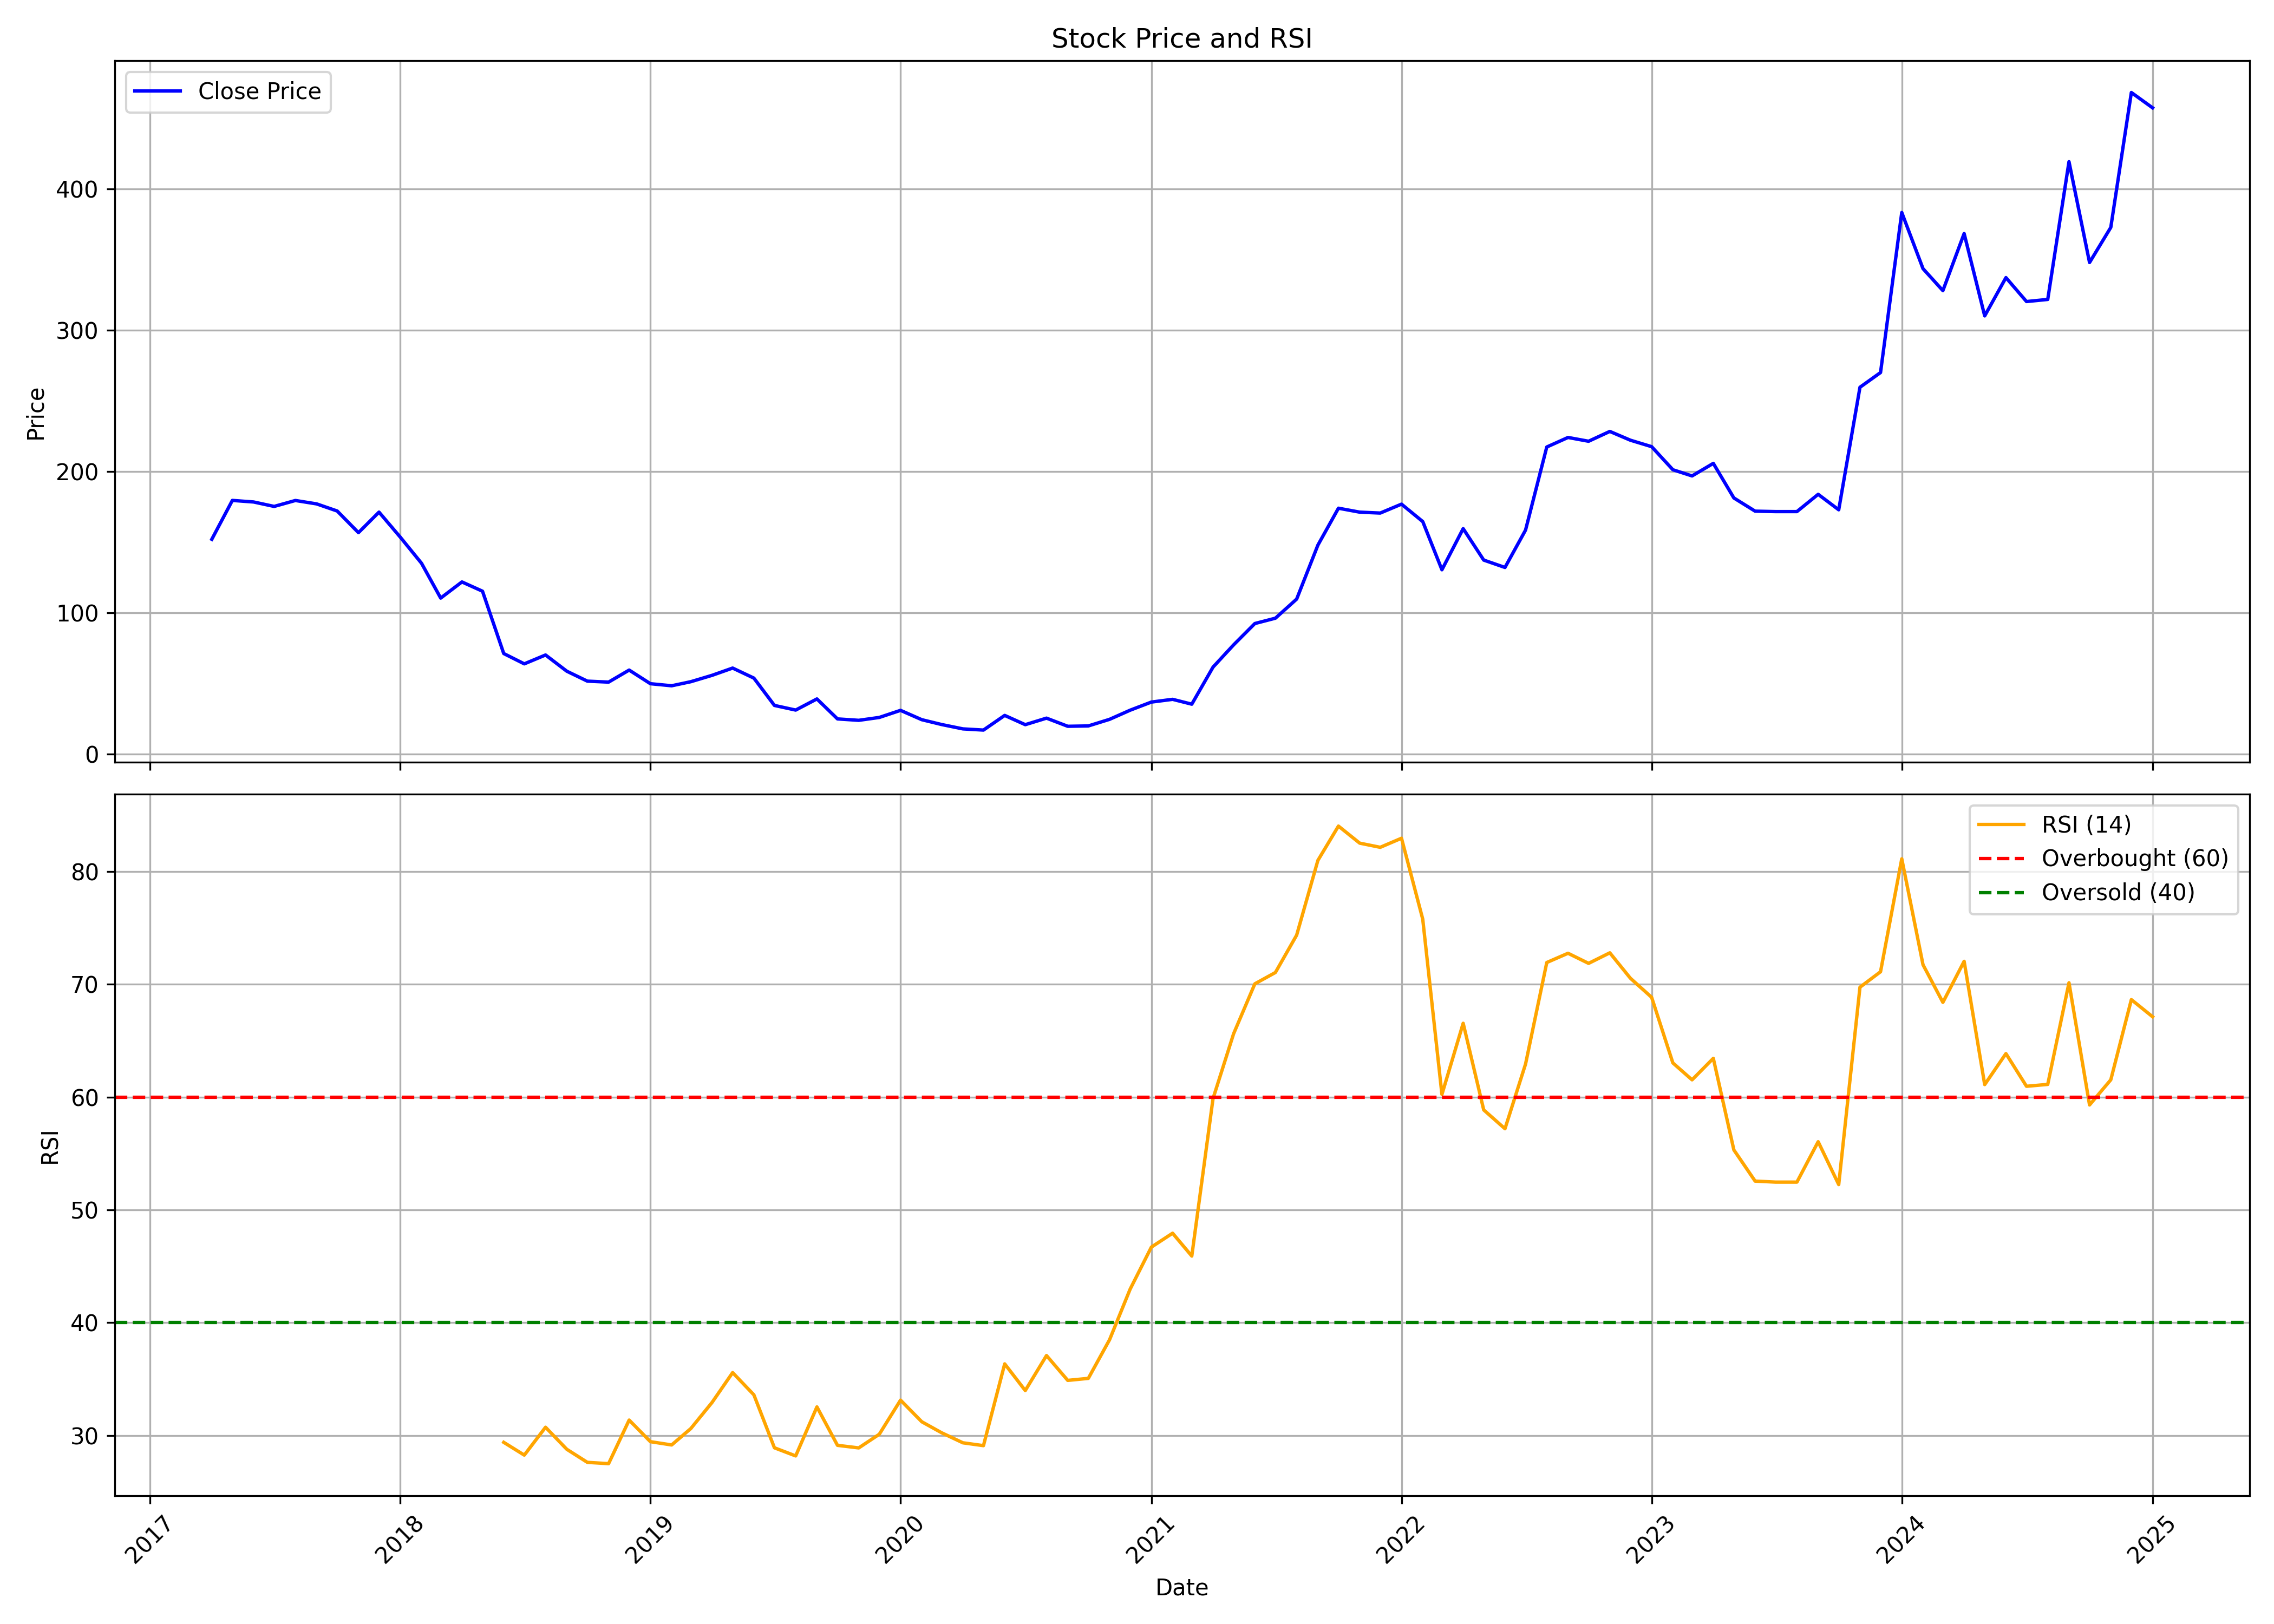 Stock Price and RSI
Close Price
Price
400
300
200
100
0
RSI (14)
Overbought (60)
Oversold (40)
RSI
80
70
60
50
40
30
2017
2018
2019
2020
2021
2022
2023
2024
2025
Date